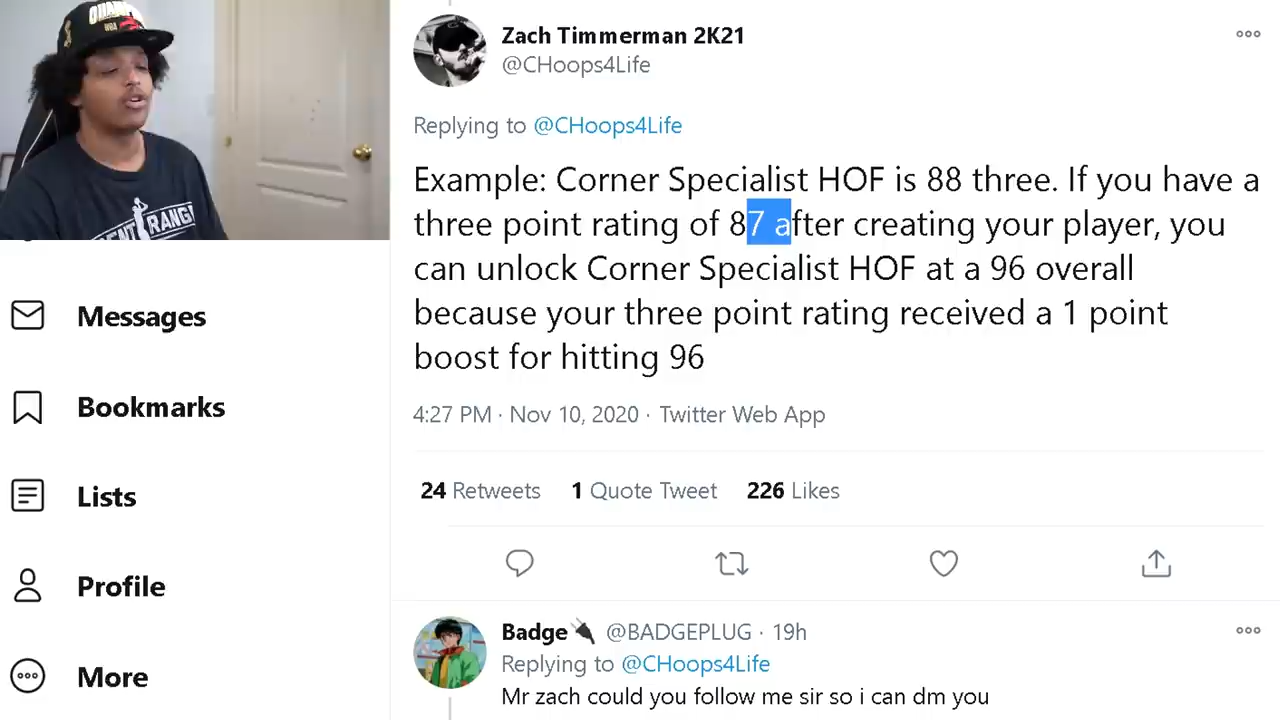 Zach Timmerman 2K21
@CHoops4Life
Replying to @CHoops4Life
Example: Corner Specialist HOF is 88 three. If you have a
three point rating of 87 after creating your player, you
can unlock Corner Specialist HOF at a 96 overall
because your three point rating received a 1 point
boost for hitting 96
4:27 PM · Nov 10, 2020 · Twitter Web App
24 Retweets 1 Quote Tweet 226 Likes
Messages
Bookmarks
Lists
Profile
More
Badge @BADGEPLUG · 19h
Replying to @CHoops4Life
Mr zach could you follow me sir so i can dm you